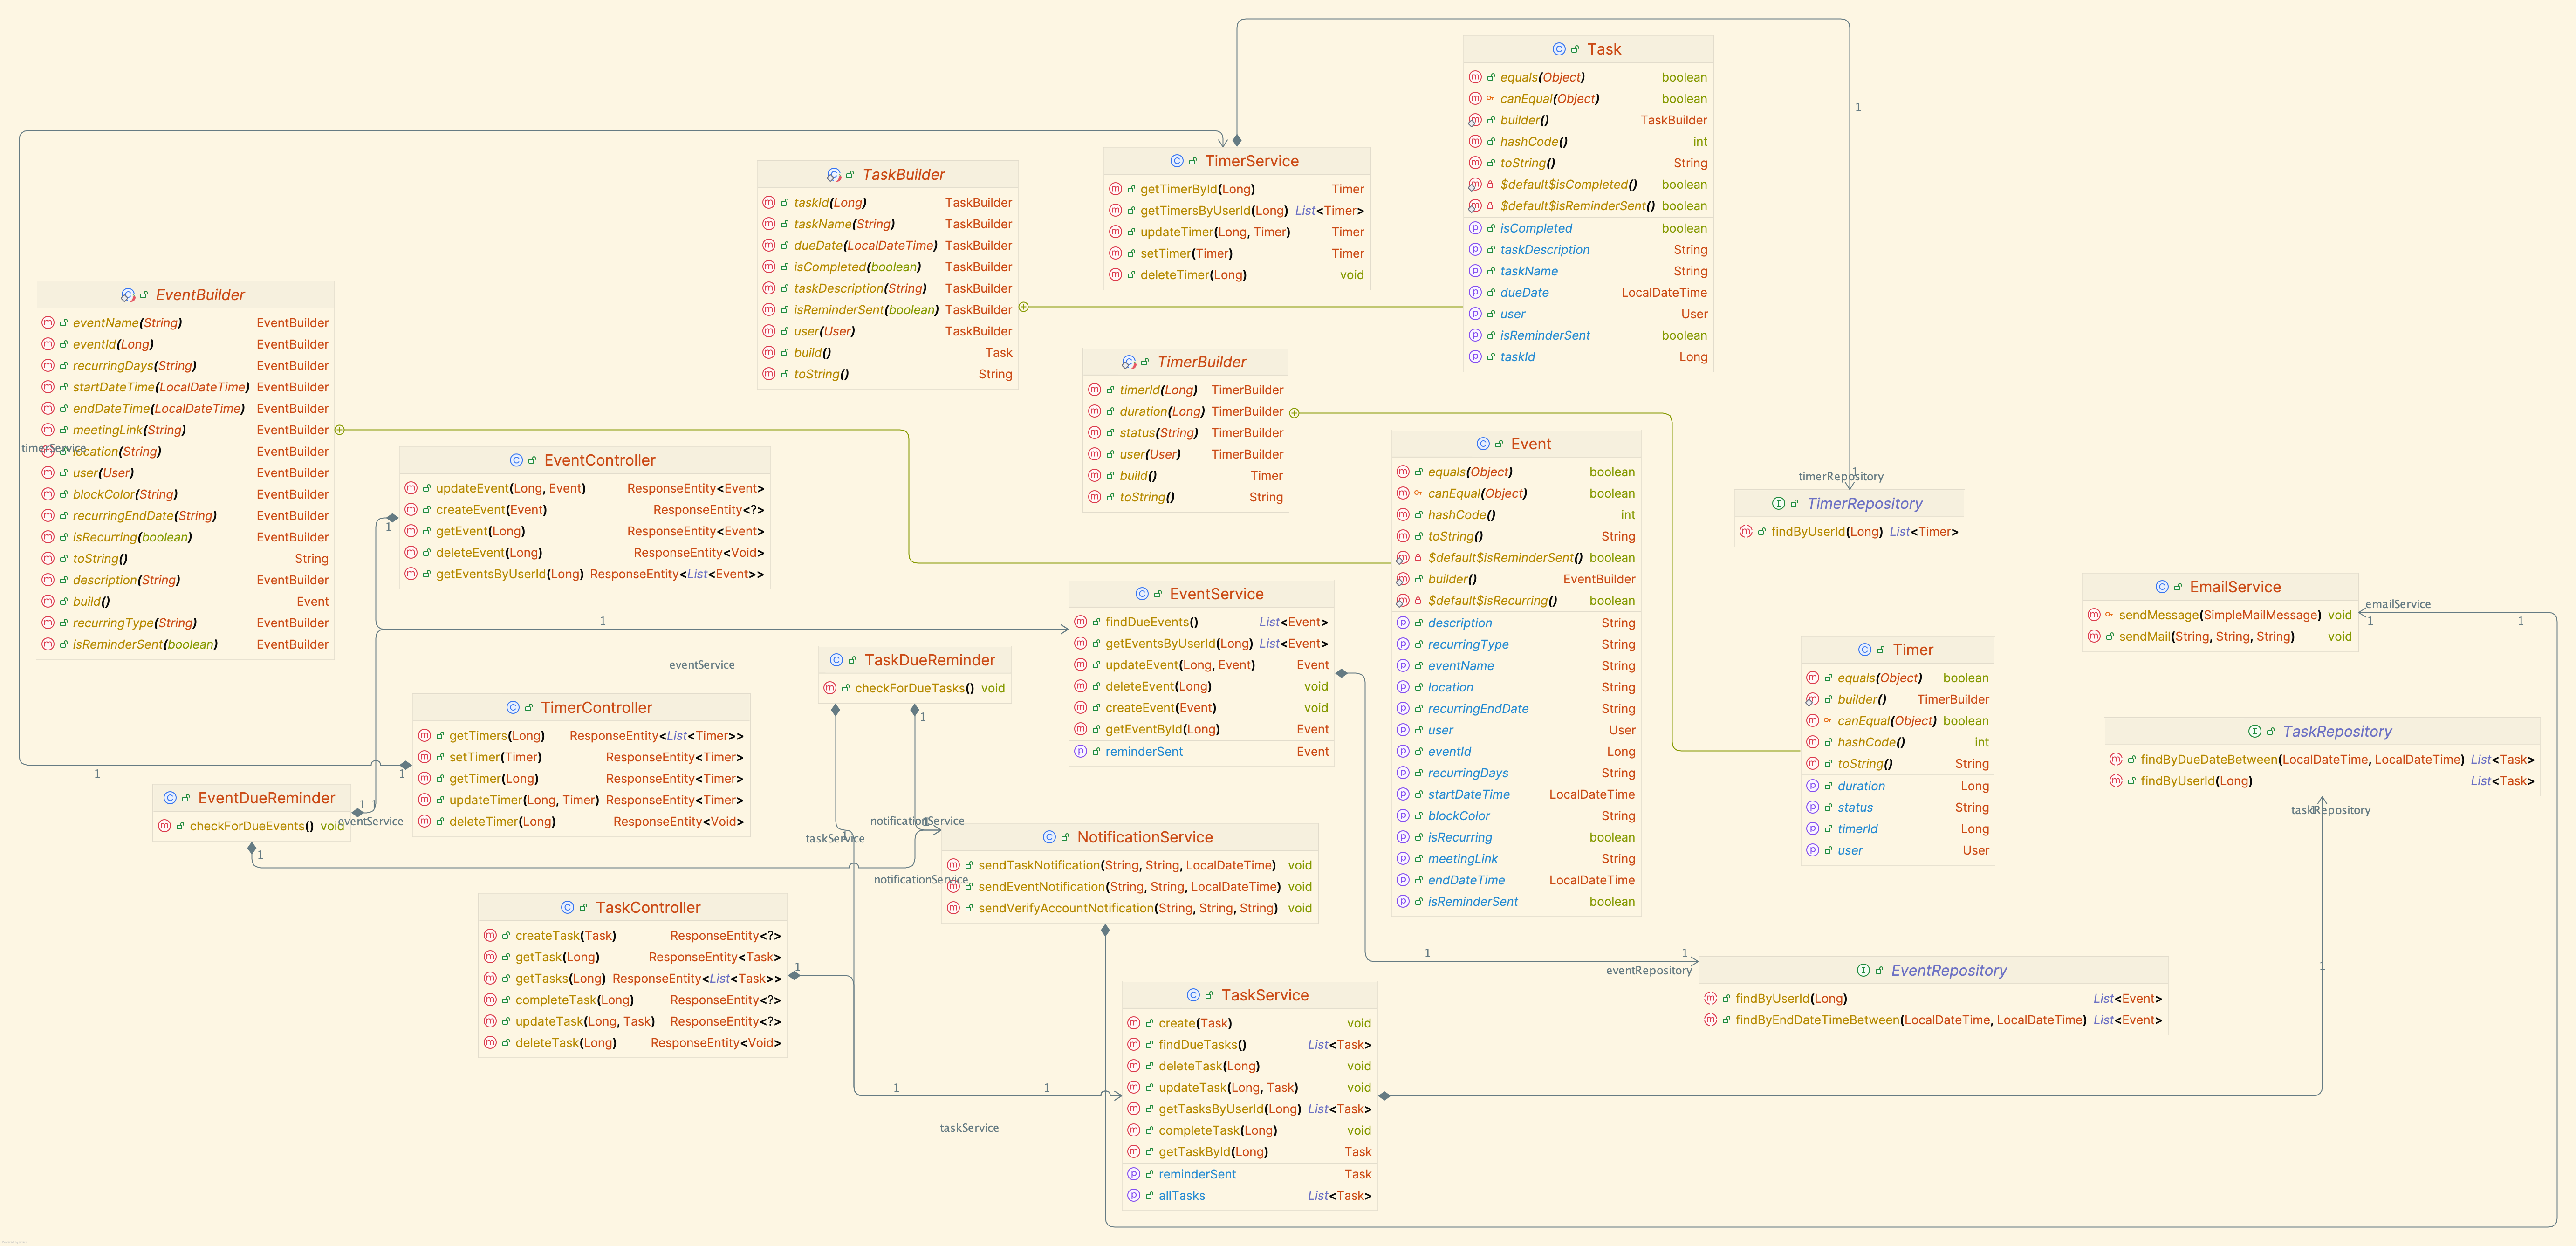 Task
equals(Object) boolean
canEqual(Object) boolean
builder() TaskBuilder
hashCode() int
toString() String
$default$isCompleted() boolean
$default$isReminderSent() boolean
isCompleted boolean
taskDescription String
taskName String
dueDate LocalDateTime
user User
isReminderSent boolean
taskId Long
1
TimerService
getTimerById(Long) Timer
getTimersByUserId(Long) List<Timer>
updateTimer(Long, Timer) Timer
setTimer(Timer) Timer
deleteTimer(Long) void
TaskBuilder
taskId(Long) TaskBuilder
taskName(String) TaskBuilder
dueDate(LocalDateTime) TaskBuilder
isCompleted(boolean) TaskBuilder
taskDescription(String) TaskBuilder
isReminderSent(boolean) TaskBuilder
user(User) TaskBuilder
build() Task
toString() String
EventBuilder
eventName(String) EventBuilder
eventId(Long) EventBuilder
recurringDays(String) EventBuilder
startDateTime(LocalDateTime) EventBuilder
endDateTime(LocalDateTime) EventBuilder
meetingLink(String) EventBuilder
timerService
location(String) EventBuilder
user(User) EventBuilder
blockColor(String) EventBuilder
recurringEndDate(String) EventBuilder
isRecurring(boolean) EventBuilder
toString() String
description(String) EventBuilder
build() Event
recurringType(String) EventBuilder
isReminderSent(boolean) EventBuilder
TimerBuilder
timerId(Long) TimerBuilder
duration(Long) TimerBuilder
status(String) TimerBuilder
user(User) TimerBuilder
build() Timer
toString() String
EventController
updateEvent(Long, Event) ResponseEntity<Event>
createEvent(Event) ResponseEntity<?>
getEvent(Long) ResponseEntity<Event>
deleteEvent(Long) ResponseEntity<Void>
getEventsByUserId(Long) ResponseEntity<List<Event>>
1
1
eventService
Event
equals(Object) boolean
canEqual(Object) boolean
hashCode() int
toString() String
$default$isReminderSent() boolean
builder() EventBuilder
$default$isRecurring() boolean
description String
recurringType String
eventName String
location String
recurringEndDate String
user User
eventId Long
recurringDays String
startDateTime LocalDateTime
blockColor String
isRecurring boolean
meetingLink String
endDateTime LocalDateTime
isReminderSent boolean
1
timerRepository
TimerRepository
findByUserId(Long) List<Timer>
EventService
findDueEvents() List<Event>
getEventsByUserId(Long) List<Event>
updateEvent(Long, Event) Event
deleteEvent(Long) void
createEvent(Event) void
getEventById(Long) Event
reminderSent Event
EmailService
sendMessage(SimpleMailMessage) void
sendMail(String, String, String) void
emailService
1
1
TaskDueReminder
checkForDueTasks() void
1
Timer
equals(Object) boolean
builder() TimerBuilder
canEqual(Object) boolean
hashCode() int
toString() String
duration Long
status String
timerId Long
user User
TimerController
getTimers(Long) ResponseEntity<List<Timer>>
setTimer(Timer) ResponseEntity<Timer>
getTimer(Long) ResponseEntity<Timer>
updateTimer(Long, Timer) ResponseEntity<Timer>
deleteTimer(Long) ResponseEntity<Void>
1
1
TaskRepository
findByDueDateBetween(LocalDateTime, LocalDateTime) List<Task>
findByUserId(Long) List<Task>
taskRepository
1
1
EventDueReminder
checkForDueEvents() void
1
1
eventService
1
notificationService
1
taskService
1
notificationService
NotificationService
sendTaskNotification(String, String, LocalDateTime) void
sendEventNotification(String, String, LocalDateTime) void
sendVerifyAccountNotification(String, String, String) void
TaskController
createTask(Task) ResponseEntity<?>
getTask(Long) ResponseEntity<Task>
getTasks(Long) ResponseEntity<List<Task>>
completeTask(Long) ResponseEntity<?>
updateTask(Long, Task) ResponseEntity<?>
deleteTask(Long) ResponseEntity<Void>
1
1
1
taskService
1
1
eventRepository
EventRepository
findByUserId(Long) List<Event>
findByEndDateTimeBetween(LocalDateTime, LocalDateTime) List<Event>
TaskService
create(Task) void
findDueTasks() List<Task>
deleteTask(Long) void
updateTask(Long, Task) void
getTasksByUserId(Long) List<Task>
completeTask(Long) void
getTaskById(Long) Task
reminderSent Task
allTasks List<Task>